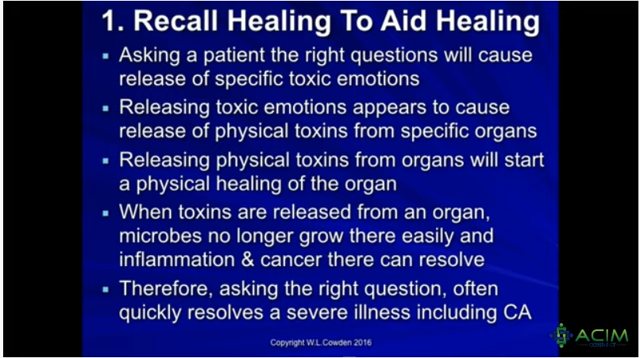 1. Recall Healing To Aid Healing
▪ Asking a patient the right questions will cause
release of specific toxic emotions
▪ Releasing toxic emotions appears to cause
release of physical toxins from specific organs
▪ Releasing physical toxins from organs will start
a physical healing of the organ
▪ When toxins are released from an organ,
microbes no longer grow there easily and
inflammation & cancer there can resolve
▪ Therefore, asking the right question, often
quickly resolves a severe illness including CA
Copyright W.L.Cowden 2016
ACIM